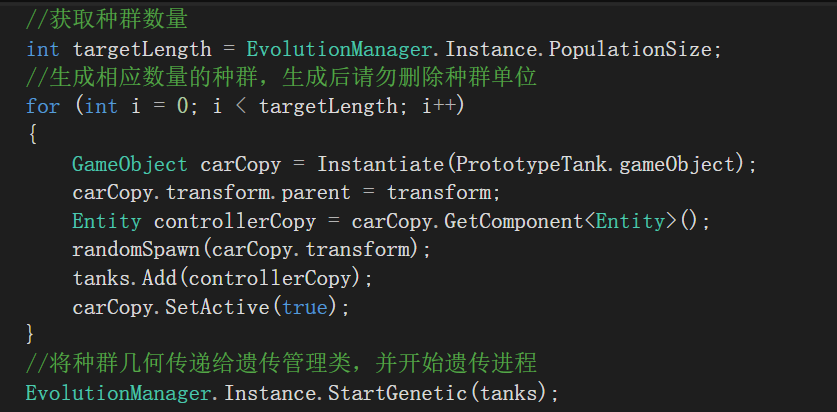 //获取种群数量
int targetLength = EvolutionManager.Instance.PopulationSize;
//生成相应数量的种群，生成后请勿删除种群单位
for (int i = 0; i < targetLength; i++)
{
    GameObject carCopy = Instantiate(PrototypeTank.gameObject);
    carCopy.transform.parent = transform;
    Entity controllerCopy = carCopy.GetComponent<Entity>();
    randomSpawn(carCopy.transform);
    tanks.Add(controllerCopy);
    carCopy.SetActive(true);
}
//将种群几何传递给遗传管理类，并开始遗传进程
EvolutionManager.Instance.StartGenetic(tanks);